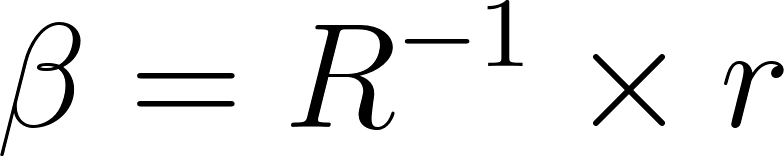 β = R⁻¹ × r